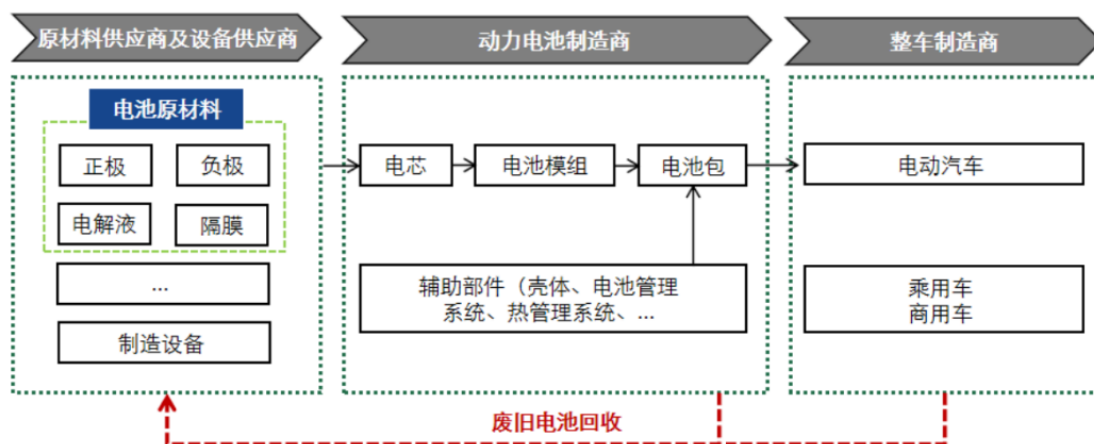 原材料供应商及设备供应商
动力电池制造商
整车制造商
电池原材料
正极
负极
电解液
隔膜
...
制造设备
电芯
电池模组
电池包
辅助部件（壳体、电池管理
系统、热管理系统、...
电动汽车
乘用车
商用车
废旧电池回收